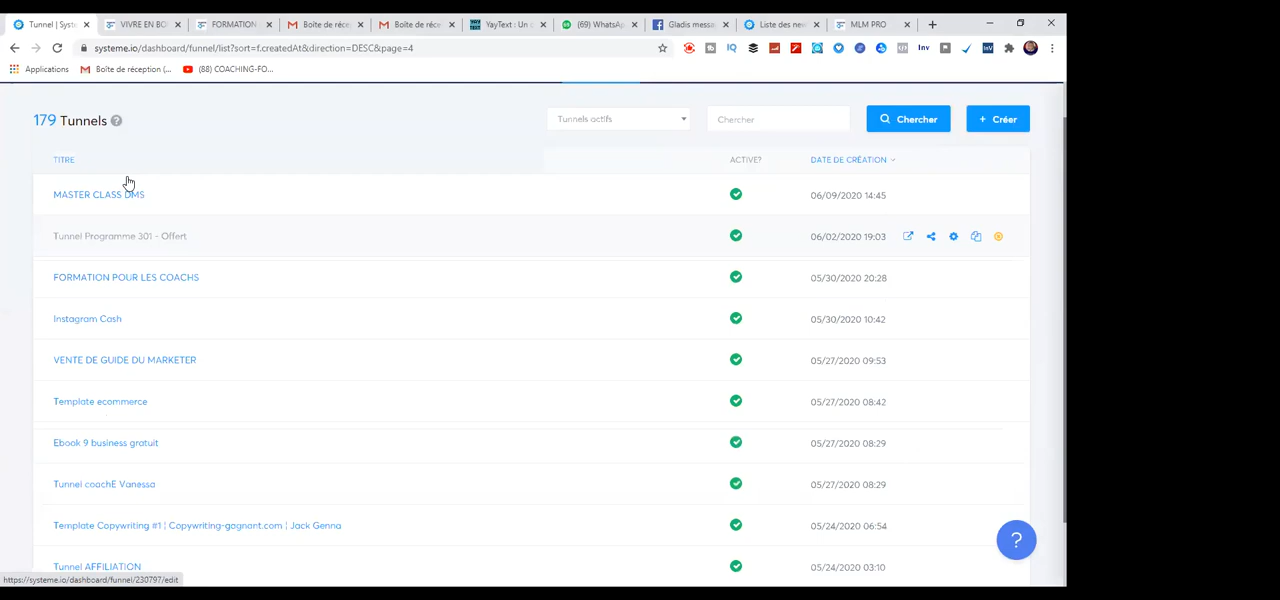 Tunnel | Systeme VIVRE EN BO FORMATION Boîte de réce Boîte de réce YayText : Un (69) WhatsAp Gladis messa Liste des new MLM PRO
systeme.io/dashboard/funnel/list?sort=f.createdAt&direction=DESC&page=4
Applications Boîte de réception (... (88) COACHING-FO...
179 Tunnels Tunnels actifs Chercher Chercher + Créer
TITRE ACTIVE? DATE DE CRÉATION
MASTER CLASS DMS 06/09/2020 14:45
Tunnel Programme 301 - Offert 06/02/2020 19:03
FORMATION POUR LES COACHS 05/30/2020 20:28
Instagram Cash 05/30/2020 10:42
VENTE DE GUIDE DU MARKETER 05/27/2020 09:53
Template ecommerce 05/27/2020 08:42
Ebook 9 business gratuit 05/27/2020 08:29
Tunnel coachE Vanessa 05/27/2020 08:29
Template Copywriting #1 | Copywriting-gagnant.com | Jack Genna 05/24/2020 06:54
Tunnel AFFILIATION 05/24/2020 03:10
https://systeme.io/dashboard/funnel/230797/edit